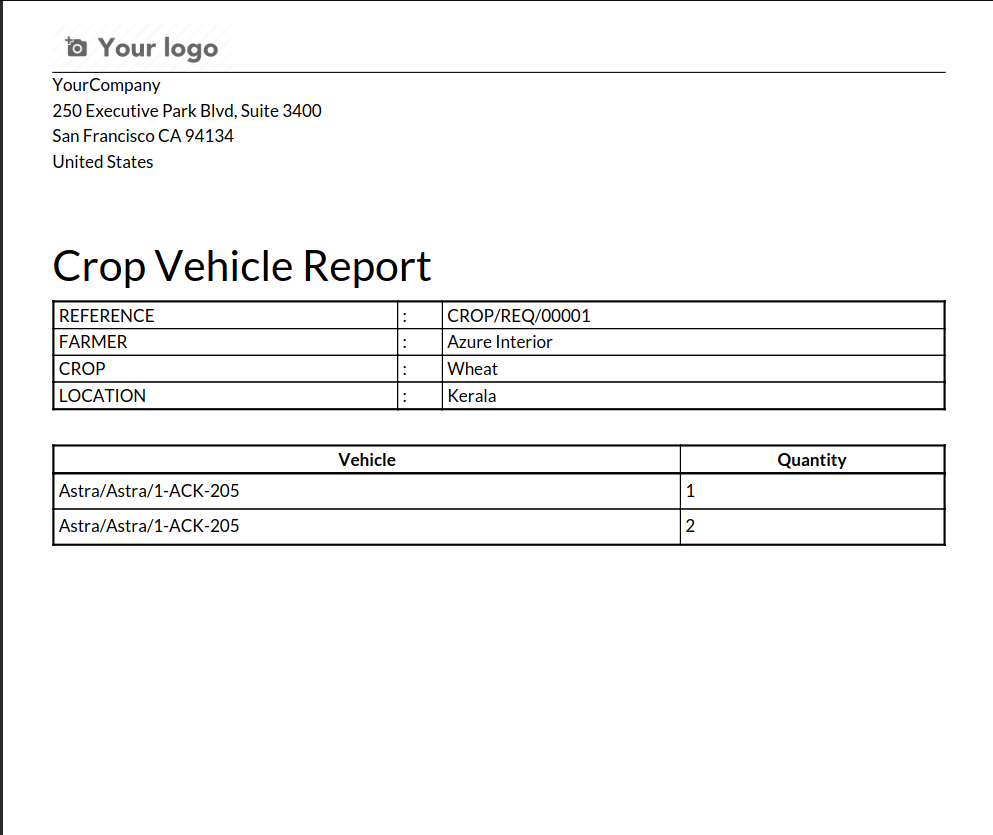 Your logo
YourCompany
250 Executive Park Blvd, Suite 3400
San Francisco CA 94134
United States
Crop Vehicle Report
REFERENCE : CROP/REQ/00001
FARMER : Azure Interior
CROP : Wheat
LOCATION : Kerala
Vehicle Quantity
Astra/Astra/1-ACK-205 1
Astra/Astra/1-ACK-205 2